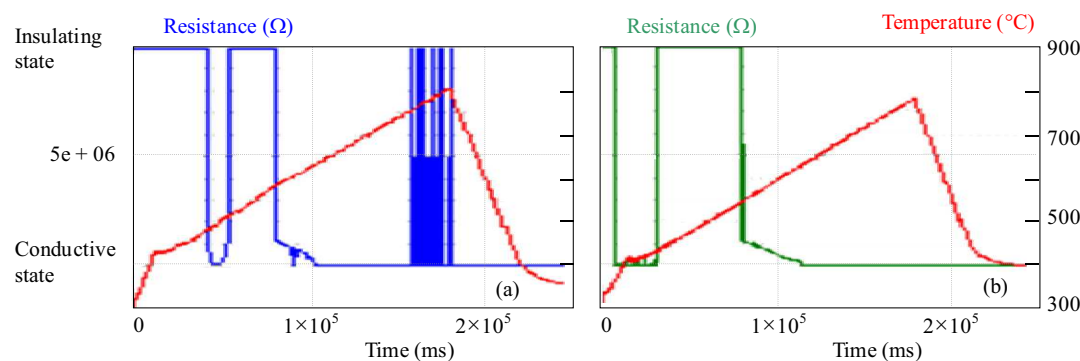 Resistance (Ω)
Resistance (Ω)
Temperature (°C)
Insulating
state
5e + 06
Conductive
state
900
700
500
400
300
(a)
(b)
0
1×10⁵
2×10⁵
0
1×10⁵
2×10⁵
Time (ms)
Time (ms)